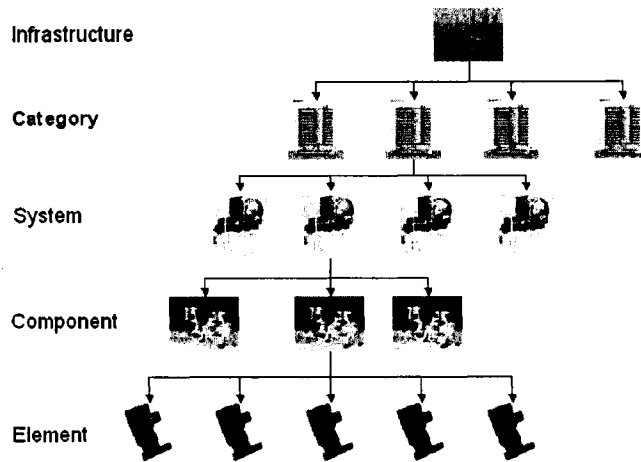 Infrastructure
Category
System
Component
Element